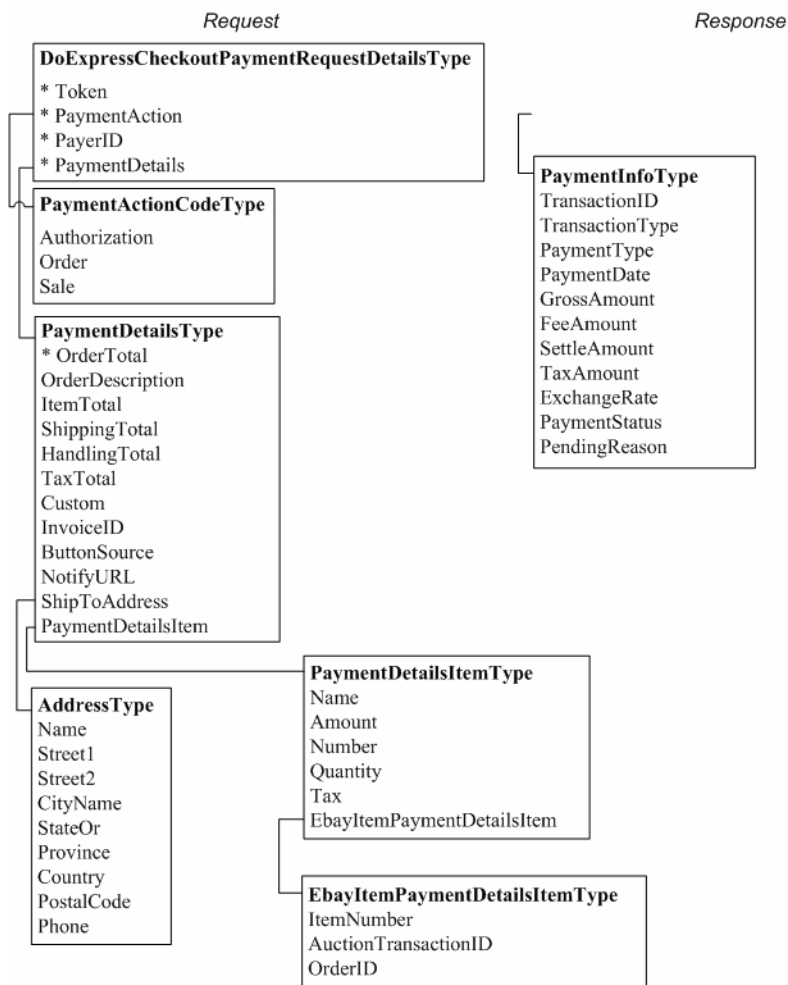 Request
Response
DoExpressCheckoutPaymentRequestDetailsType
* Token
* PaymentAction
* PayerID
* PaymentDetails
PaymentActionCodeType
Authorization
Order
Sale
PaymentDetailsType
* OrderTotal
OrderDescription
ItemTotal
ShippingTotal
HandlingTotal
TaxTotal
Custom
InvoiceID
ButtonSource
NotifyURL
ShipToAddress
PaymentDetailsItem
AddressType
Name
Street1
Street2
CityName
StateOr
Province
Country
PostalCode
Phone
PaymentDetailsItemType
Name
Amount
Number
Quantity
Tax
EbayItemPaymentDetailsItem
EbayItemPaymentDetailsItemType
ItemNumber
AuctionTransactionID
OrderID
PaymentInfoType
TransactionID
TransactionType
PaymentType
PaymentDate
GrossAmount
FeeAmount
SettleAmount
TaxAmount
ExchangeRate
PaymentStatus
PendingReason